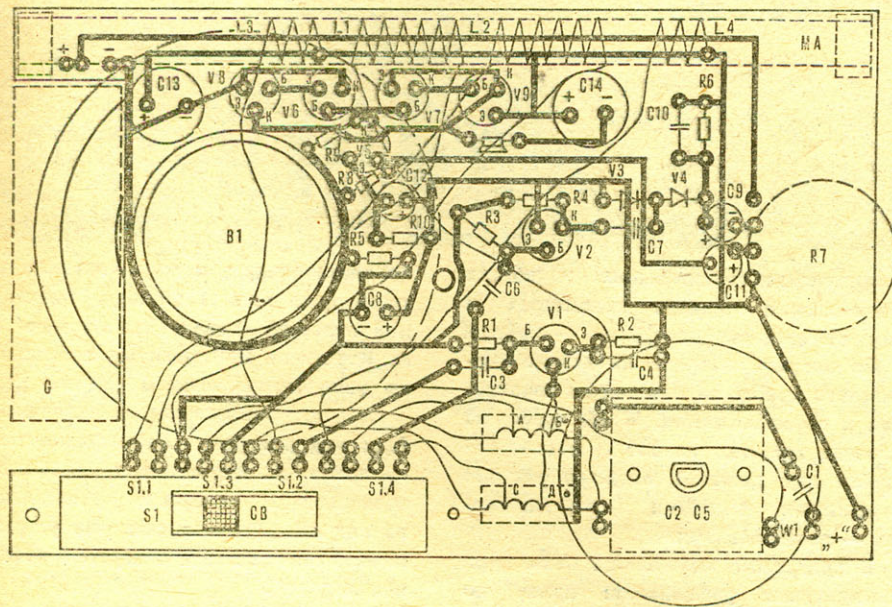 L3 L1 L2 L4
MA
+ - 
C13 V8 Б З К Б К V9 C14 R6
З V6 Б Б V7 З C10
К
+ - + -
R9 V5
R8 C12 V3 V4 C9
R3 R4
B1 R5 R10 К C7 R7
З Б V2
C6 C11
C8
- +
V1
R1 Б З R2
К
C3 C4
G
А Б
S1.1 S1.3 S1.2 S1.4
С Д
C1
S1 СВ C2 C5 W1 „+“